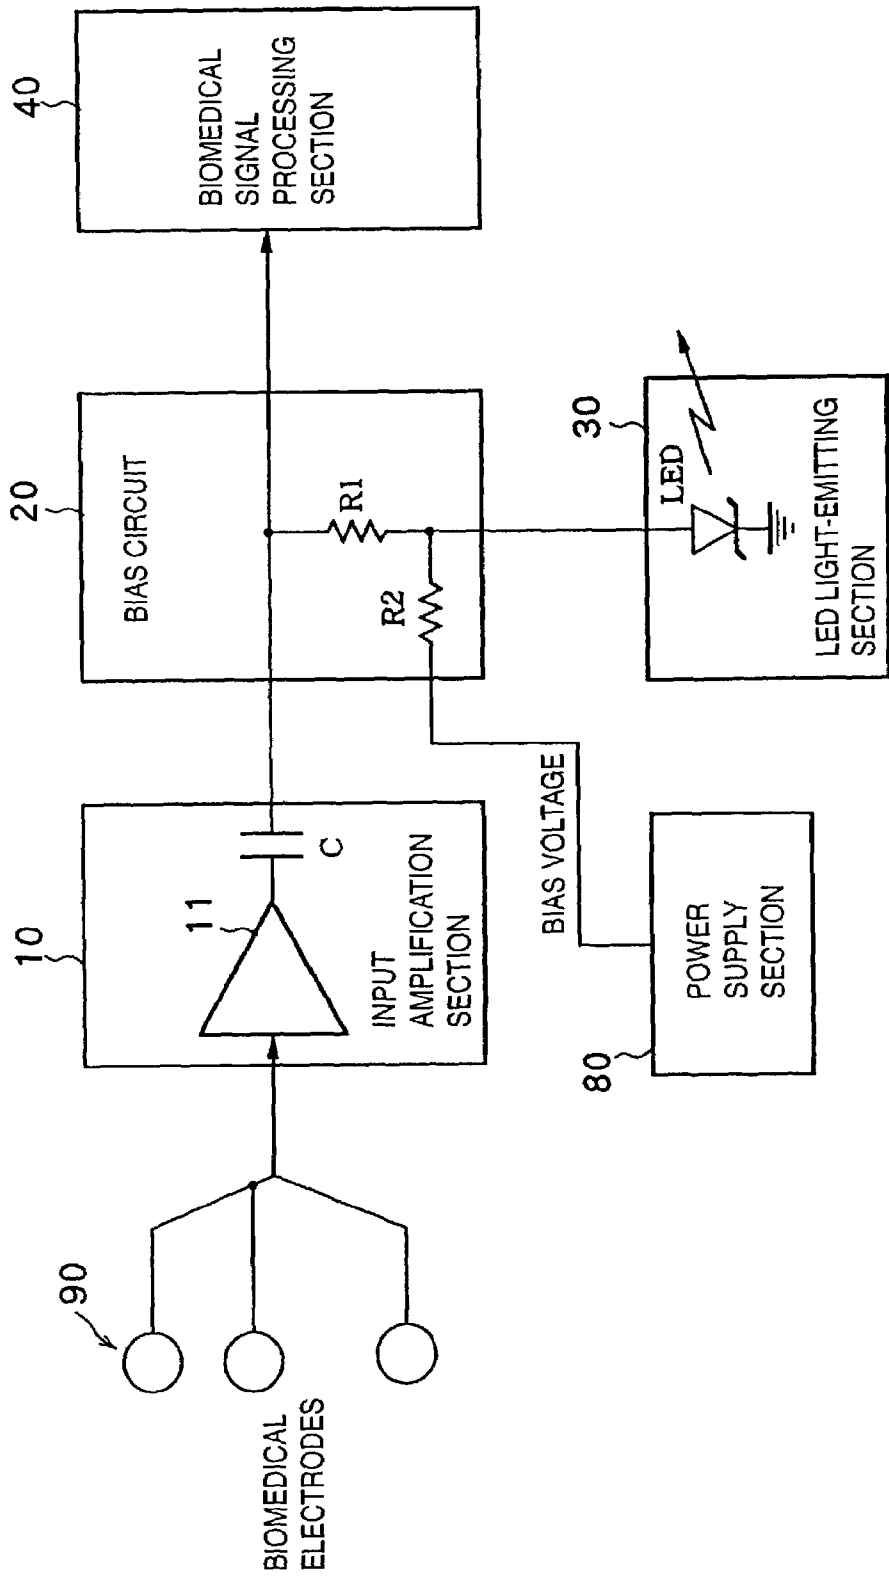 90
BIOMEDICAL
ELECTRODES
10
11
C
INPUT
AMPLIFICATION
SECTION
20
BIAS CIRCUIT
R1
R2
40
BIOMEDICAL
SIGNAL
PROCESSING
SECTION
80
POWER
SUPPLY
SECTION
BIAS VOLTAGE
30
LED
LED LIGHT-EMITTING
SECTION